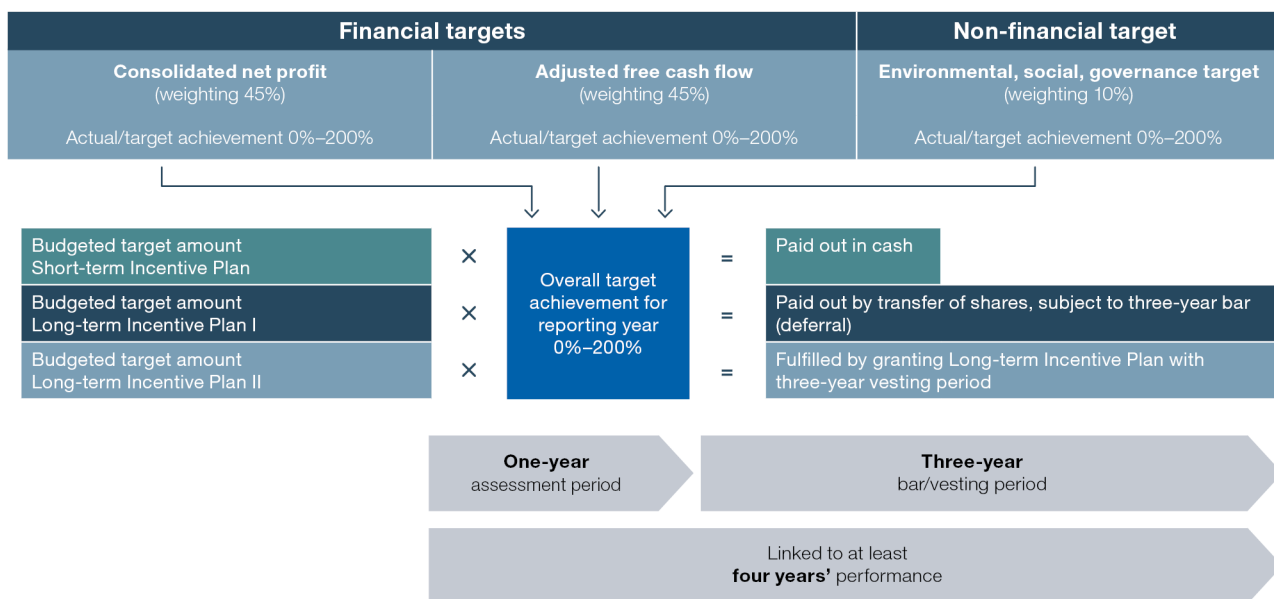 Financial targets
Non-financial target
Consolidated net profit
(weighting 45%)
Actual/target achievement 0%–200%
Adjusted free cash flow
(weighting 45%)
Actual/target achievement 0%–200%
Environmental, social, governance target
(weighting 10%)
Actual/target achievement 0%–200%
Budgeted target amount
Short-term Incentive Plan
×
Overall target
achievement for
reporting year
0%–200%
=
Paid out in cash
Budgeted target amount
Long-term Incentive Plan I
×
=
Paid out by transfer of shares, subject to three-year bar
(deferral)
Budgeted target amount
Long-term Incentive Plan II
×
=
Fulfilled by granting Long-term Incentive Plan with
three-year vesting period
One-year
assessment period
Three-year
bar/vesting period
Linked to at least
four years’ performance